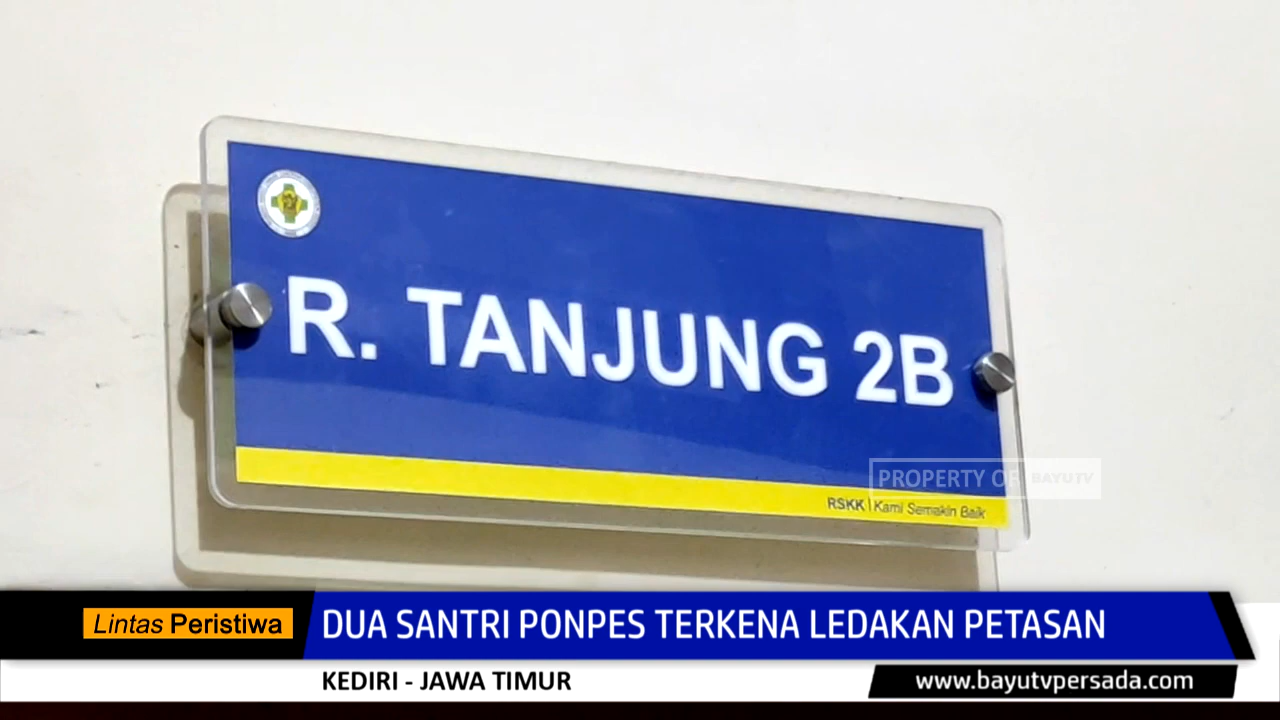 R. TANJUNG 2B
PROPERTY OF BAYUTV
RSKK | Kami Semakin Baik
Lintas Peristiwa
DUA SANTRI PONPES TERKENA LEDAKAN PETASAN
KEDIRI - JAWA TIMUR
www.bayutvpersada.com